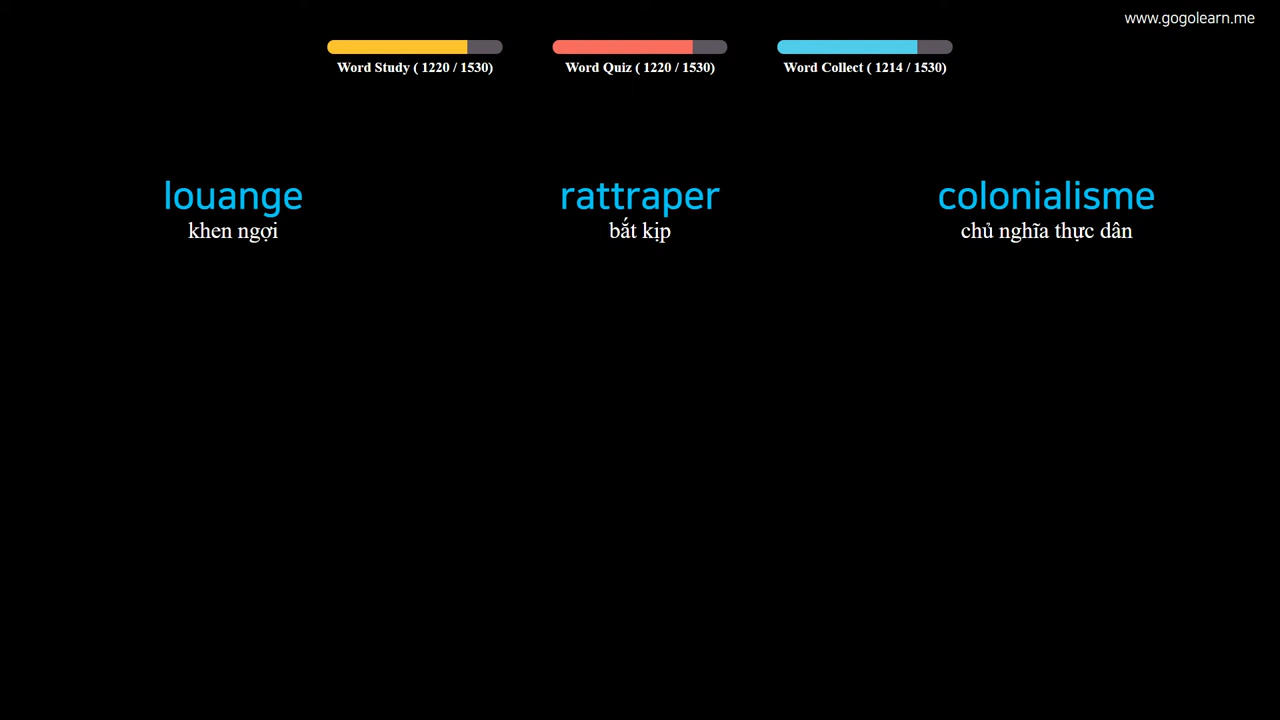 www.gogolearn.me
Word Study ( 1220 / 1530)
Word Quiz ( 1220 / 1530)
Word Collect ( 1214 / 1530)
louange
khen ngợi
rattraper
bắt kịp
colonialisme
chủ nghĩa thực dân